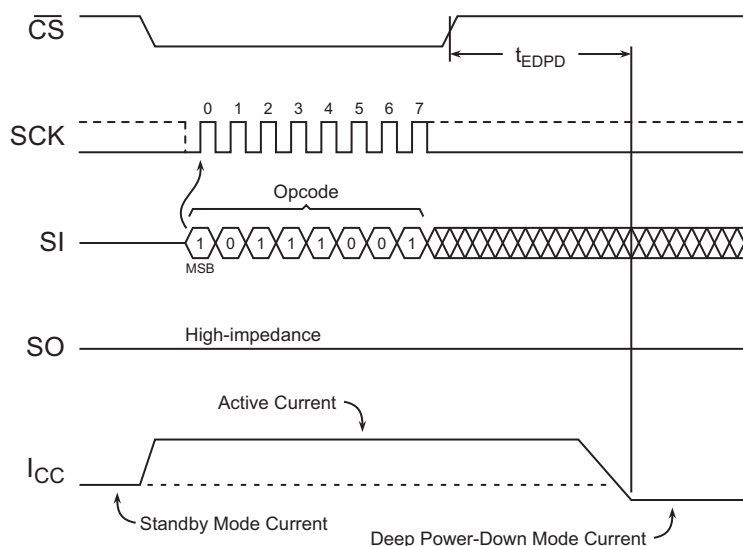 CS
tEDPD
0 1 2 3 4 5 6 7
SCK
Opcode
SI
1 0 1 1 1 0 0 1
MSB
High-impedance
SO
Active Current
ICC
Standby Mode Current
Deep Power-Down Mode Current